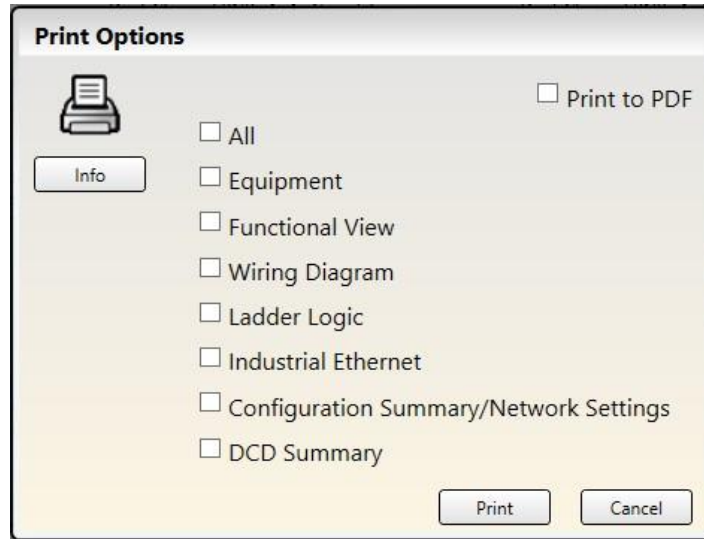 Print Options
Print to PDF
All
Info
Equipment
Functional View
Wiring Diagram
Ladder Logic
Industrial Ethernet
Configuration Summary/Network Settings
DCD Summary
Print
Cancel